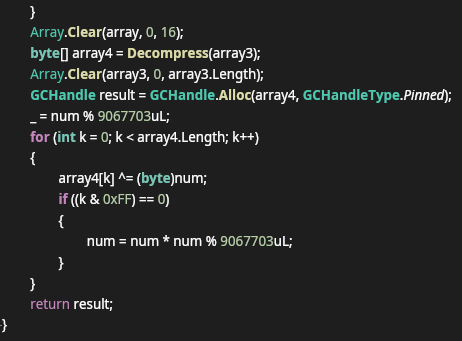 }
Array.Clear(array, 0, 16);
byte[] array4 = Decompress(array3);
Array.Clear(array3, 0, array3.Length);
GCHandle result = GCHandle.Alloc(array4, GCHandleType.Pinned);
_ = num % 9067703uL;
for (int k = 0; k < array4.Length; k++)
{
array4[k] ^= (byte)num;
if ((k & 0xFF) == 0)
{
num = num * num % 9067703uL;
}
}
return result;
}